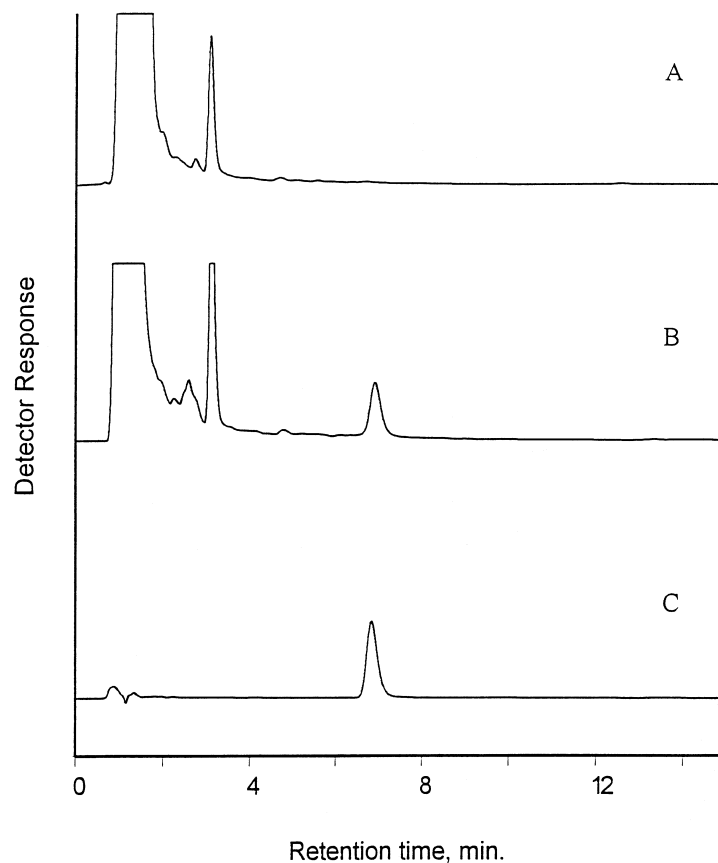 A
B
C
Detector Response
0 4 8 12
Retention time, min.